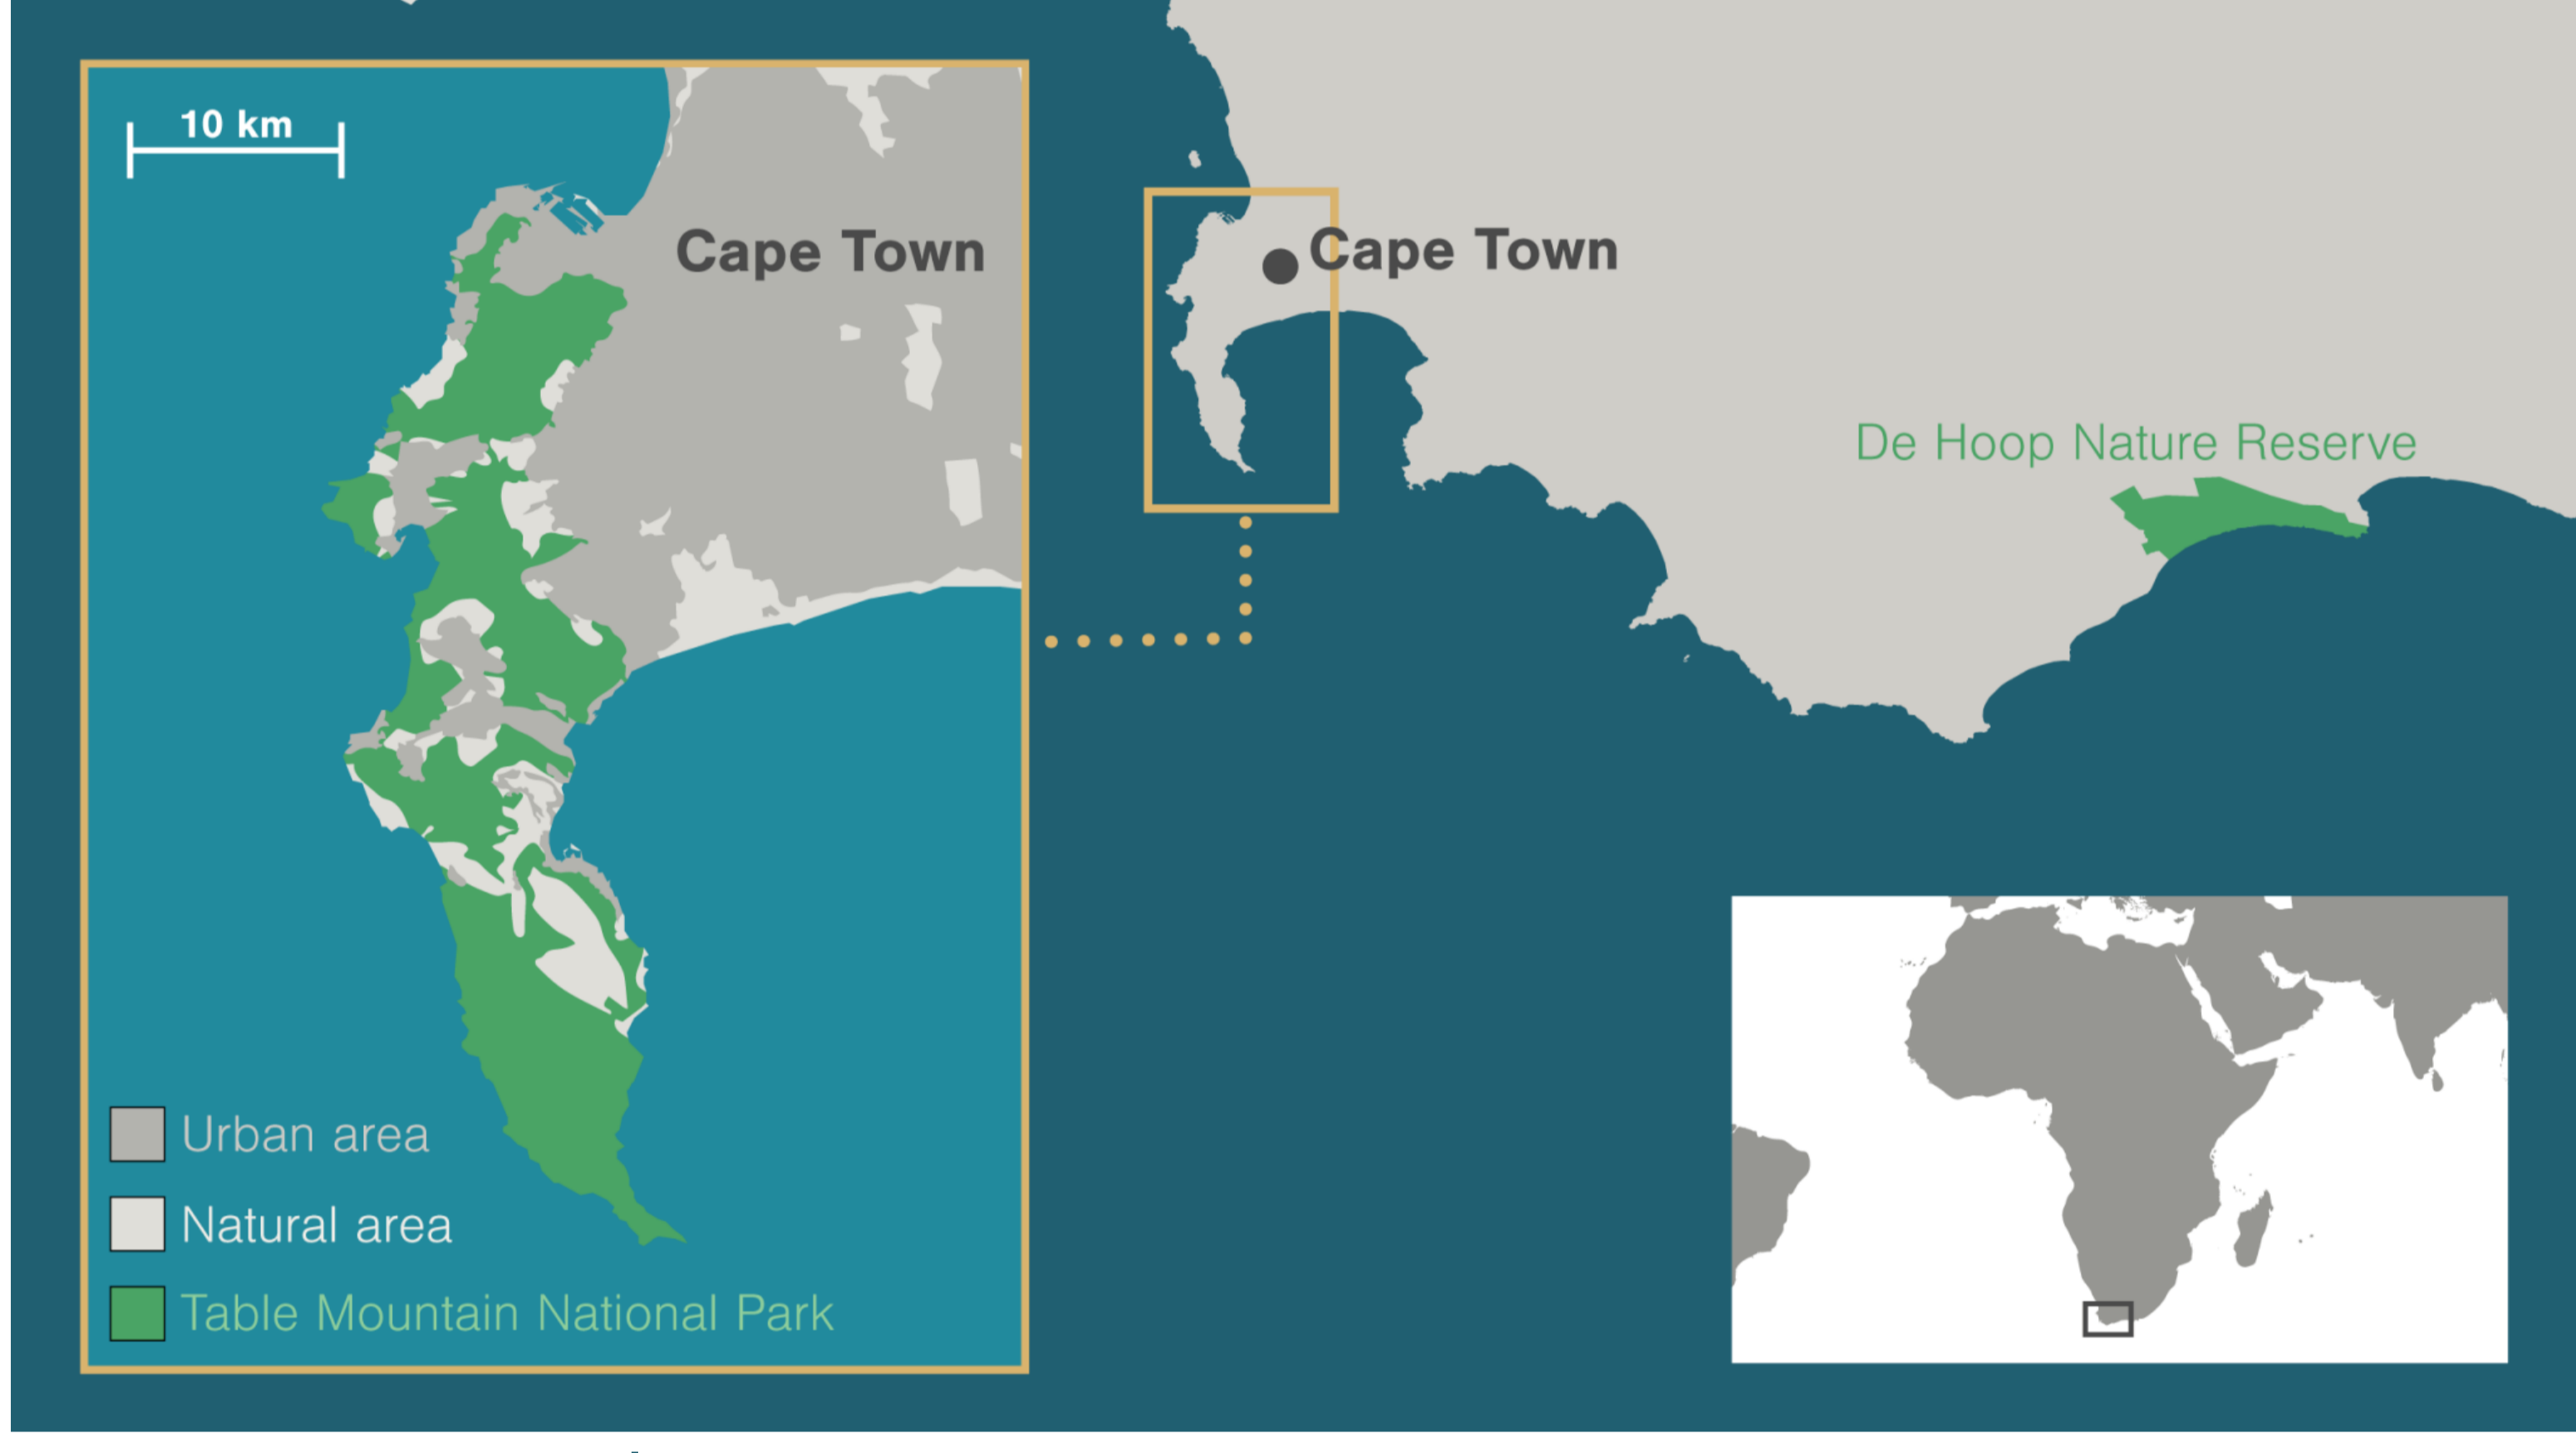 10 km
Cape Town
Urban area
Natural area
Table Mountain National Park
Cape Town
De Hoop Nature Reserve